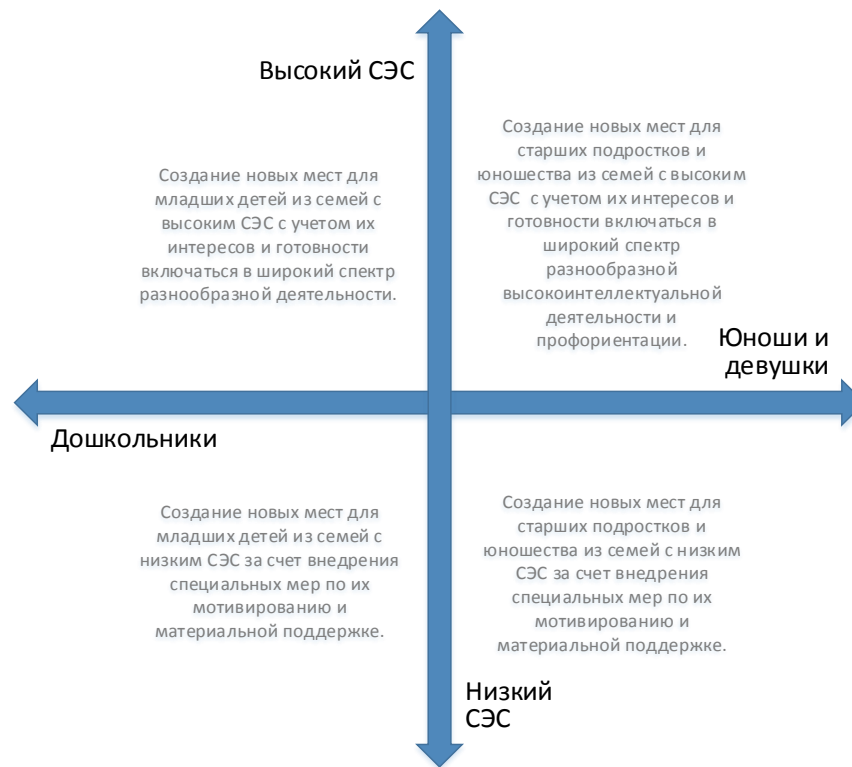 Высокий СЭС
Создание новых мест для
младших детей из семей с
высоким СЭС с учетом их
интересов и готовности
включаться в широкий спектр
разнообразной деятельности.
Создание новых мест для
старших подростков и
юношества из семей с высоким
СЭС с учетом их интересов и
готовности включаться в
широкий спектр
разнообразной
высокоинтеллектуальной
деятельности и
профориентации.
Юноши и
девушки
Дошкольники
Создание новых мест для
младших детей из семей с
низким СЭС за счет внедрения
специальных мер по их
мотивированию и
материальной поддержке.
Создание новых мест для
старших подростков и
юношества из семей с низким
СЭС за счет внедрения
специальных мер по их
мотивированию и
материальной поддержке.
Низкий
СЭС